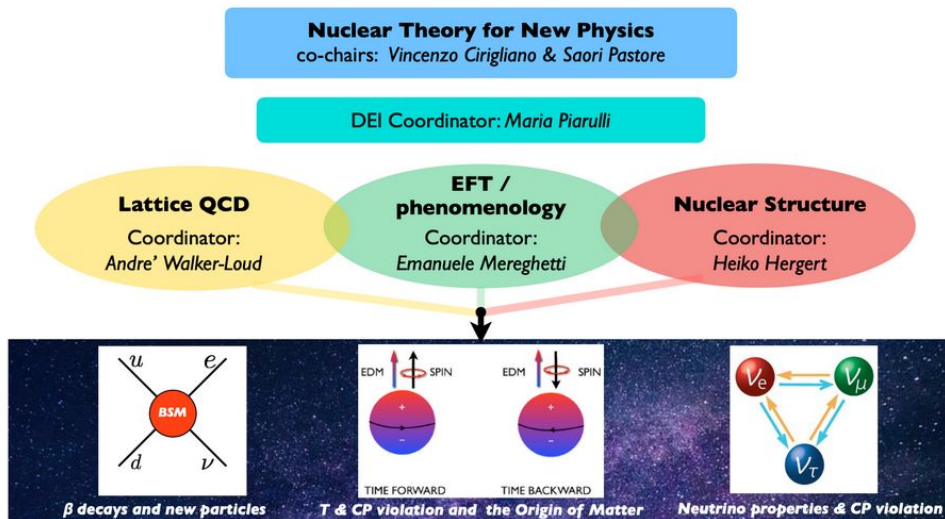 Nuclear Theory for New Physics
co-chairs: Vincenzo Cirigliano & Saori Pastore
DEI Coordinator: Maria Piarulli
Lattice QCD
Coordinator:
Andre' Walker-Loud
EFT /
phenomenology
Coordinator:
Emanuele Mereghetti
Nuclear Structure
Coordinator:
Heiko Hergert
u e
BSM
d ν
β decays and new particles
EDM SPIN EDM SPIN
+ +
− −
TIME FORWARD TIME BACKWARD
T & CP violation and the Origin of Matter
νe νμ
ντ
Neutrino properties & CP violation